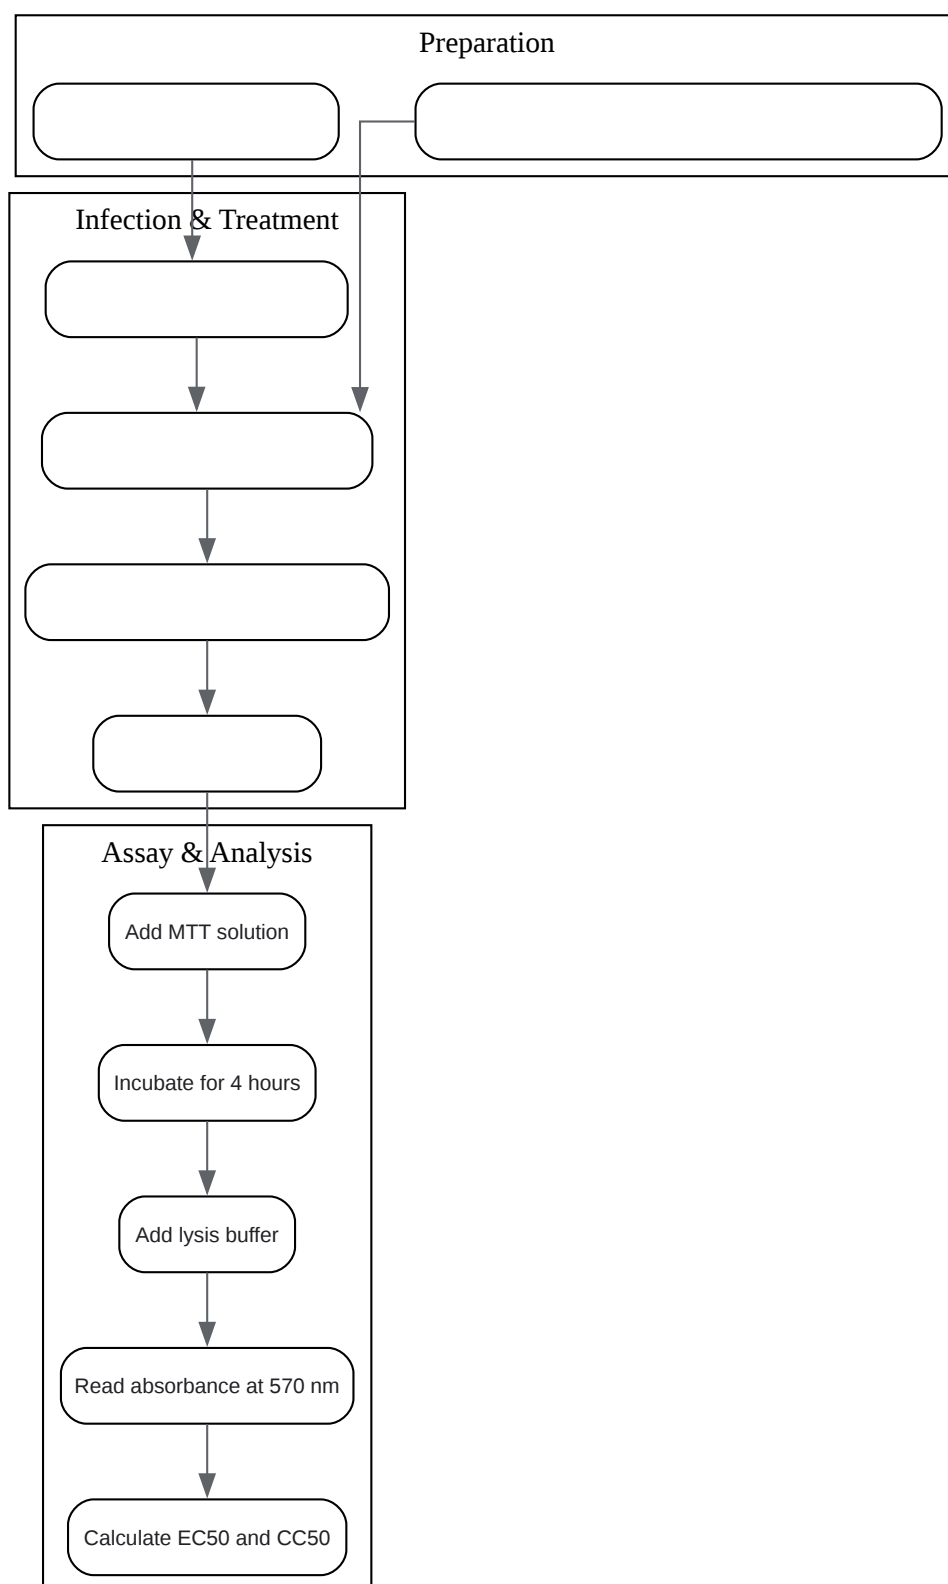 Preparation
Infection & Treatment
Assay & Analysis
Add MTT solution
Incubate for 4 hours
Add lysis buffer
Read absorbance at 570 nm
Calculate EC50 and CC50